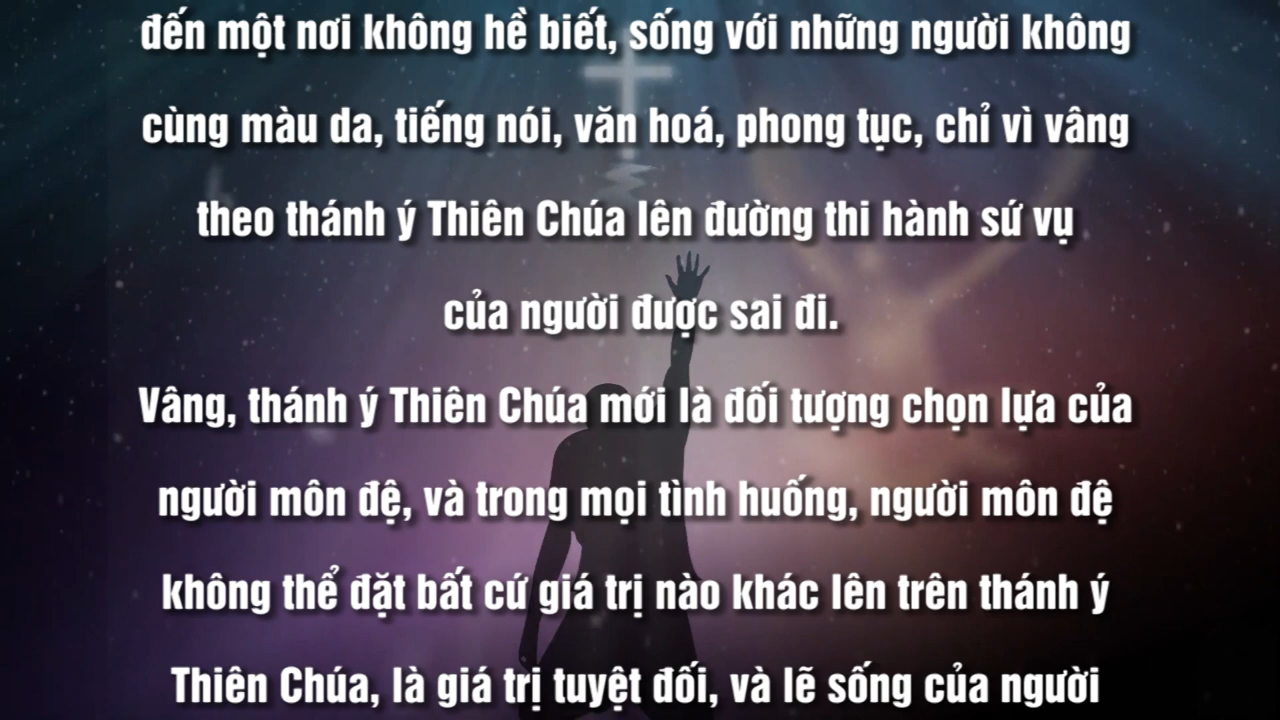 đến một nơi không hề biết, sống với những người không
cùng màu da, tiếng nói, văn hoá, phong tục, chỉ vì vâng
theo thánh ý Thiên Chúa lên đường thi hành sứ vụ
của người được sai đi.
Vâng, thánh ý Thiên Chúa mới là đối tượng chọn lựa của
người môn đệ, và trong mọi tình huống, người môn đệ
không thể đặt bất cứ giá trị nào khác lên trên thánh ý
Thiên Chúa, là giá trị tuyệt đối, và lẽ sống của người